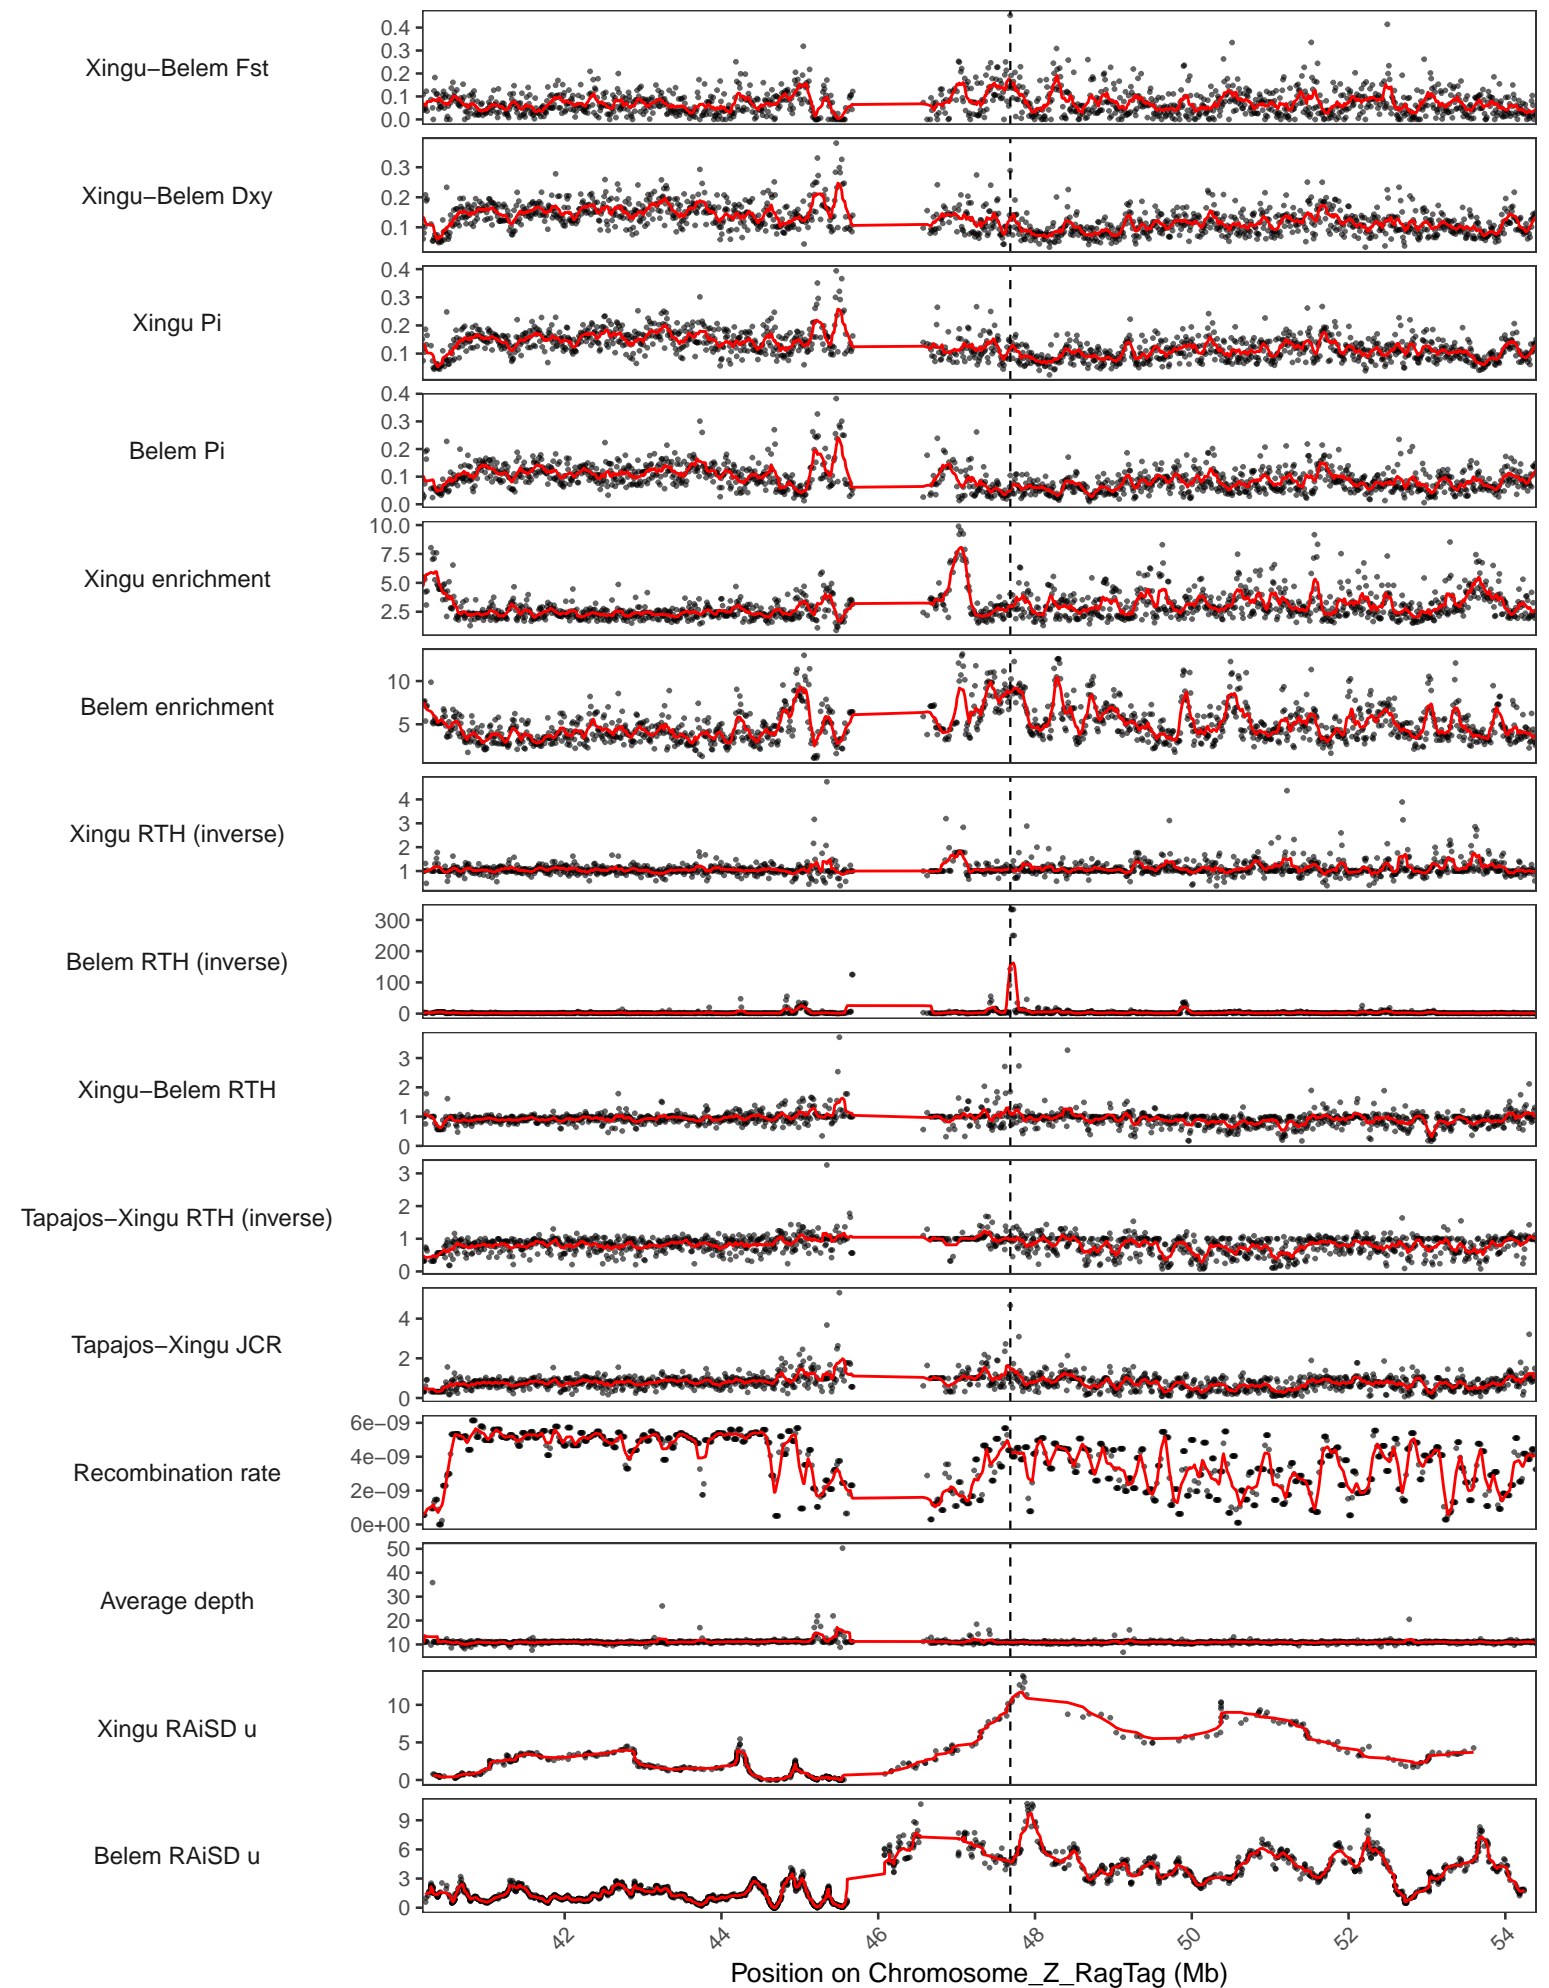 Xingu−Belem Fst
0.4
0.3
0.2
0.1
0.0
Xingu−Belem Dxy
0.3
0.2
0.1
Xingu Pi
0.4
0.3
0.2
0.1
Belem Pi
0.4
0.3
0.2
0.1
0.0
Xingu enrichment
10.0
7.5
5.0
2.5
Belem enrichment
10
5
Xingu RTH (inverse)
4
3
2
1
Belem RTH (inverse)
300
200
100
0
Xingu−Belem RTH
3
2
1
0
Tapajos−Xingu RTH (inverse)
3
2
1
0
Tapajos−Xingu JCR
4
2
0
Recombination rate
6e−09
4e−09
2e−09
0e+00
Average depth
50
40
30
20
10
Xingu RAiSD u
10
5
0
Belem RAiSD u
9
6
3
0
42 44 46 48 50 52 54
Position on Chromosome_Z_RagTag (Mb)